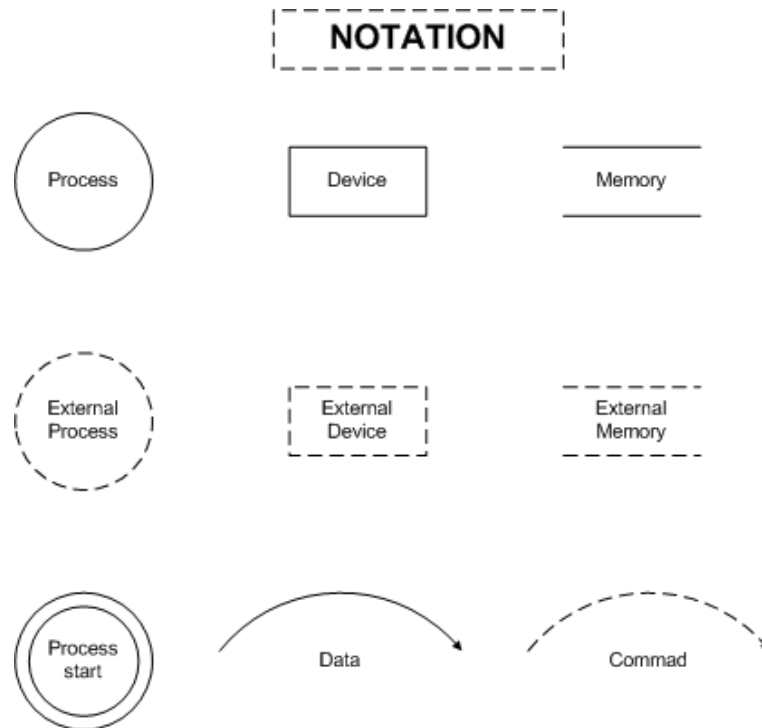 NOTATION
Process
Device
Memory
External
Process
External
Device
External
Memory
Process
start
Data
Commad